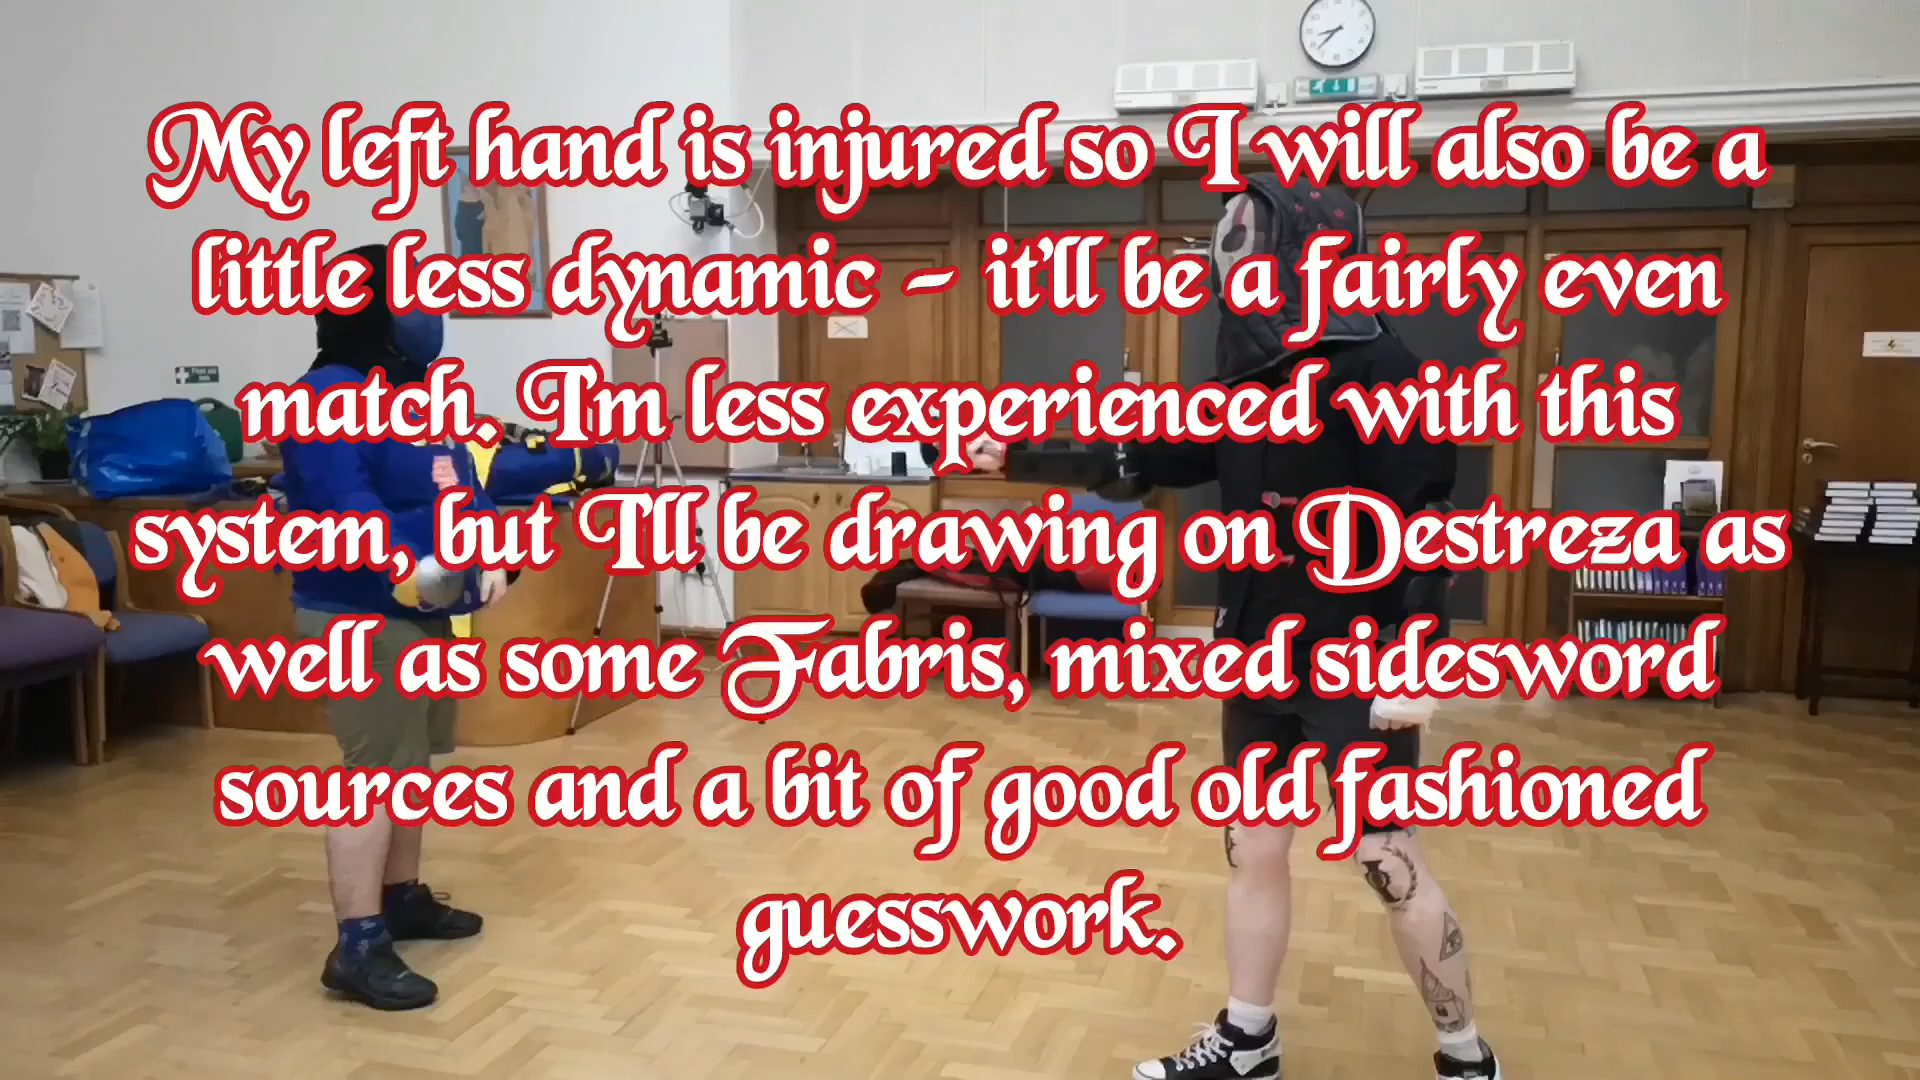 My left hand is injured so I will also be a
little less dynamic - it'll be a fairly even
match. I'm less experienced with this
system, but I'll be drawing on Destreza as
well as some Fabris, mixed sidesword
sources and a bit of good old fashioned
guesswork.